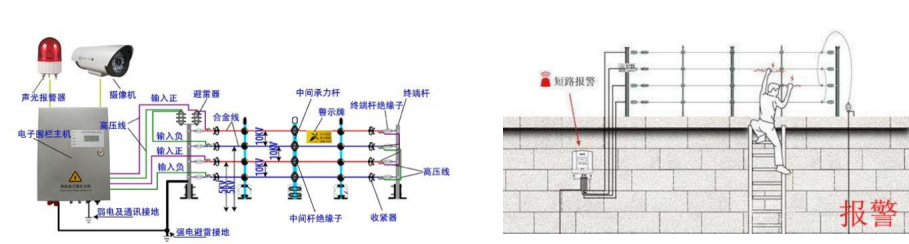 声光报警器
摄像机
输入正
避雷器
高压线
合金线
中间承力杆
警示牌
终端杆绝缘子
终端杆
电子围栏主机
输入负
输入正
输入负
10KV
10KV
10KV
5KV
5KV
高压线
弱电及通讯接地
强电避雷接地
中间杆绝缘子
收紧器
短路报警
报警